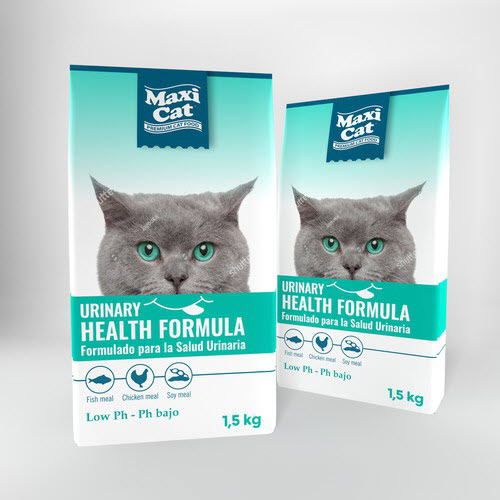 Maxi
Cat
PREMIUM CAT FOOD
URINARY
HEALTH FORMULA
Formulado para la Salud Urinaria
Fish meal
Chicken meal
Soy meal
Low Ph - Ph bajo
1,5 kg
Maxi
Cat
PREMIUM CAT FOOD
URINARY
HEALTH FORMULA
Formulado para la Salud Urinaria
Fish meal
Chicken meal
Soy meal
Low Ph - Ph bajo
1,5 kg